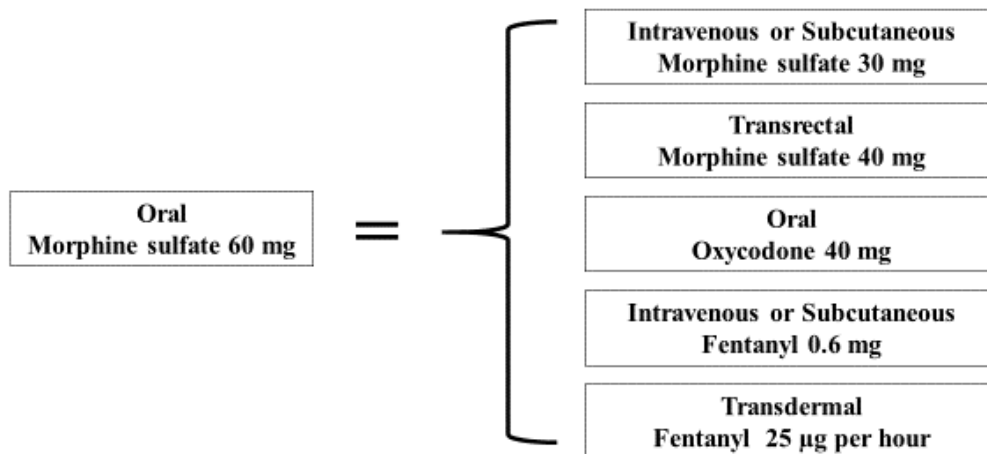 Oral
Morphine sulfate 60 mg
=
Intravenous or Subcutaneous
Morphine sulfate 30 mg
Transrectal
Morphine sulfate 40 mg
Oral
Oxycodone 40 mg
Intravenous or Subcutaneous
Fentanyl 0.6 mg
Transdermal
Fentanyl 25 μg per hour